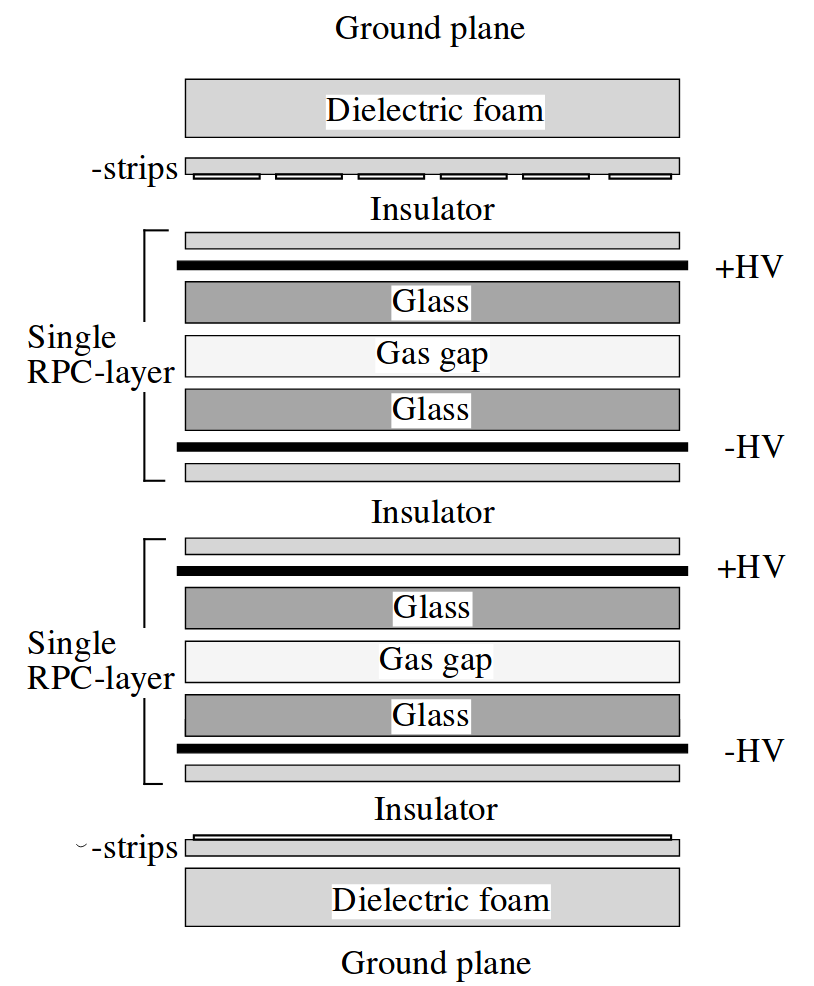 Ground plane
Dielectric foam
-strips
Insulator
+HV
Glass
Single
RPC-layer
Gas gap
Glass
-HV
Insulator
+HV
Glass
Single
RPC-layer
Gas gap
Glass
-HV
Insulator
-strips
Dielectric foam
Ground plane